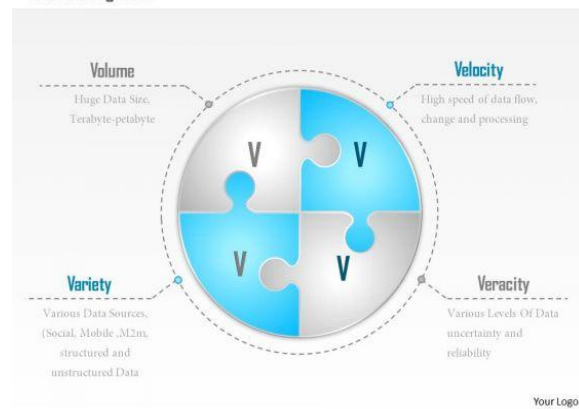 Volume
Huge Data Size,
Terabyte-petabyte
Velocity
High speed of data flow,
change and processing
V
V
V
V
Variety
Various Data Sources,
(Social, Mobile ,M2m,
structured and
unstructured Data
Veracity
Various Levels Of Data
uncertainty and
reliability
Your Logo